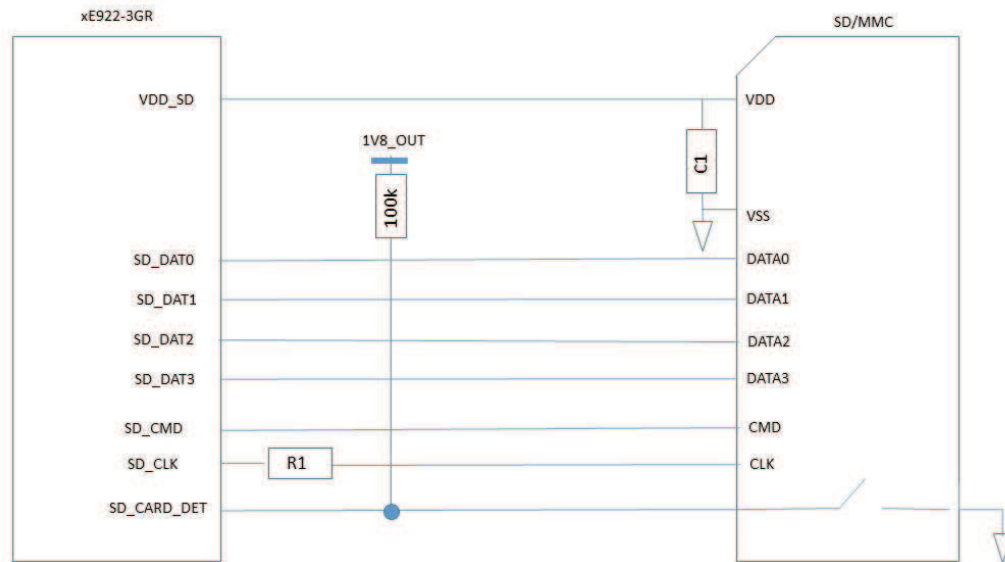 xE922-3GR
SD/MMC
VDD_SD
VDD
1V8_OUT
100k
C1
VSS
SD_DAT0
DATA0
SD_DAT1
DATA1
SD_DAT2
DATA2
SD_DAT3
DATA3
SD_CMD
CMD
SD_CLK
R1
CLK
SD_CARD_DET